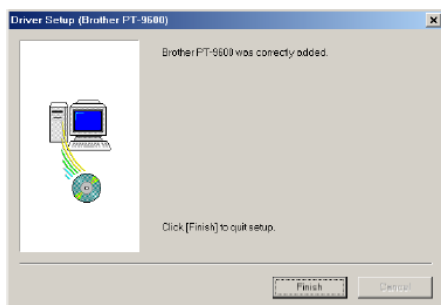 Driver Setup (Brother PT-9600)
Brother PT-9600 was correctly added.
Click [Finish] to quit setup.
Finish
Cancel